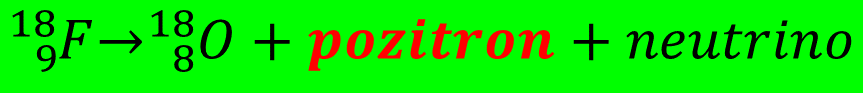 ¹⁸₉F → ¹⁸₈O + pozitron + neutrino